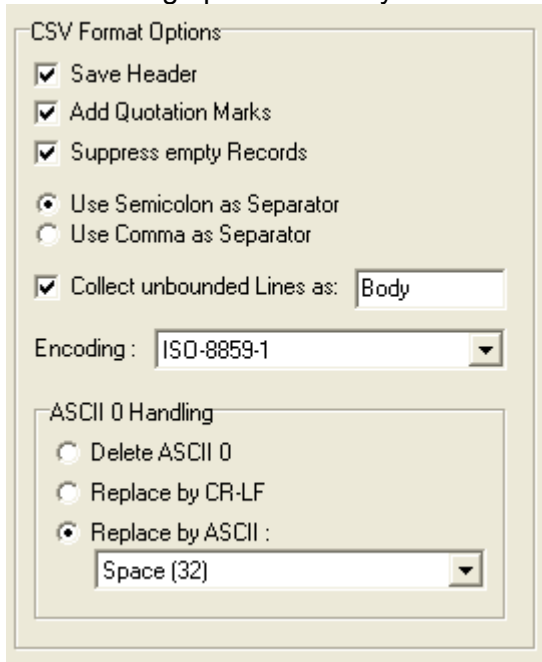 CSV Format Options
Save Header
Add Quotation Marks
Suppress empty Records
Use Semicolon as Separator
Use Comma as Separator
Collect unbounded Lines as: Body
Encoding : ISO-8859-1
ASCII 0 Handling
Delete ASCII 0
Replace by CR-LF
Replace by ASCII :
Space (32)